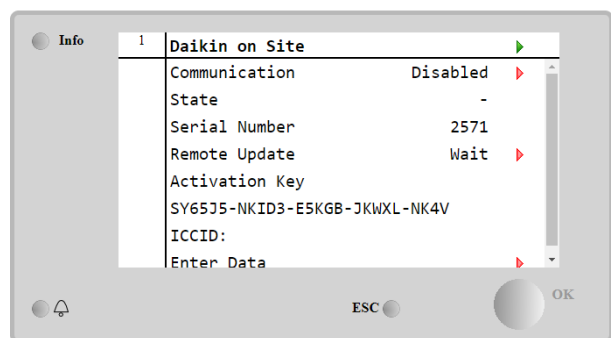 Info
1 Daikin on Site
Communication Disabled
State -
Serial Number 2571
Remote Update Wait
Activation Key
SY65J5-NKID3-E5KGB-JKWXL-NK4V
ICCID:
Enter Data
ESC
OK